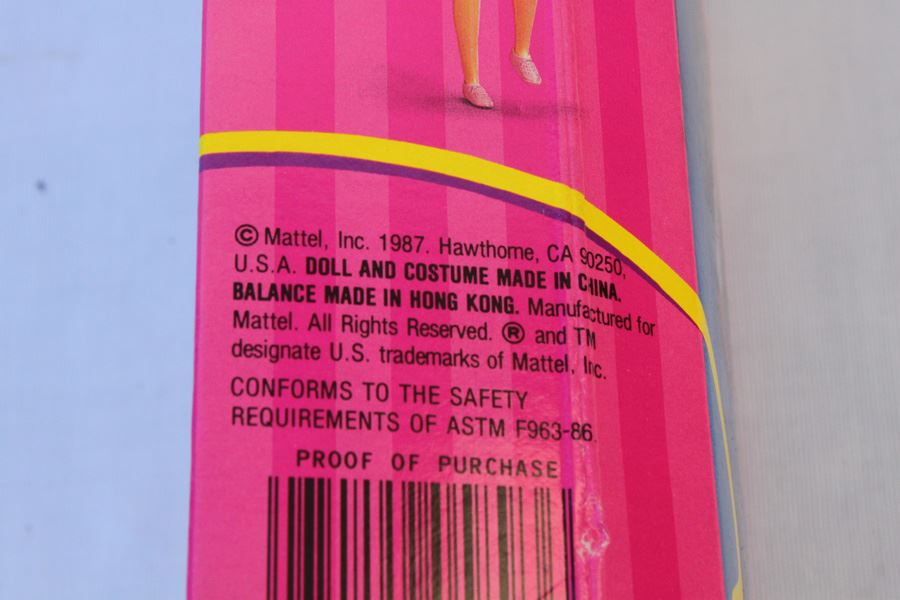 © Mattel, Inc. 1987. Hawthorne, CA 90250,
U.S.A. DOLL AND COSTUME MADE IN CHINA.
BALANCE MADE IN HONG KONG. Manufactured for
Mattel. All Rights Reserved. ® and TM
designate U.S. trademarks of Mattel, Inc.
CONFORMS TO THE SAFETY
REQUIREMENTS OF ASTM F963-86.
PROOF OF PURCHASE